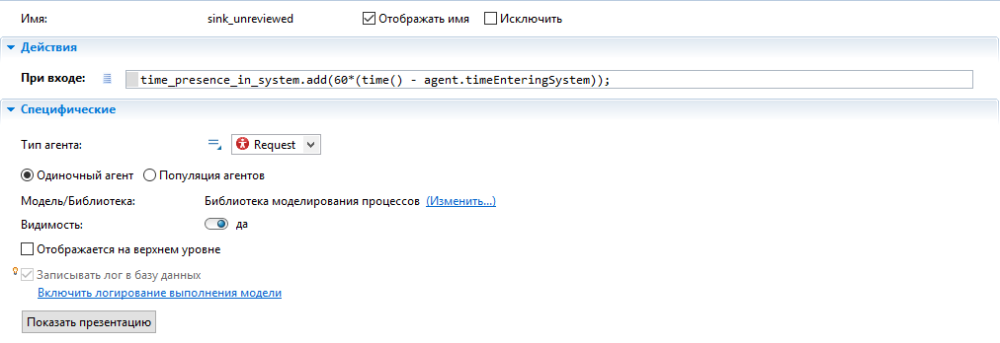 Имя: sink_unreviewed Отображать имя Исключить
Действия
При входе: time_presence_in_system.add(60*(time() - agent.timeEnteringSystem));
Специфические
Тип агента: Request
Одиночный агент Популяция агентов
Модель/Библиотека: Библиотека моделирования процессов (Изменить...)
Видимость: да
Отображается на верхнем уровне
Записывать лог в базу данных
Включить логирование выполнения модели
Показать презентацию